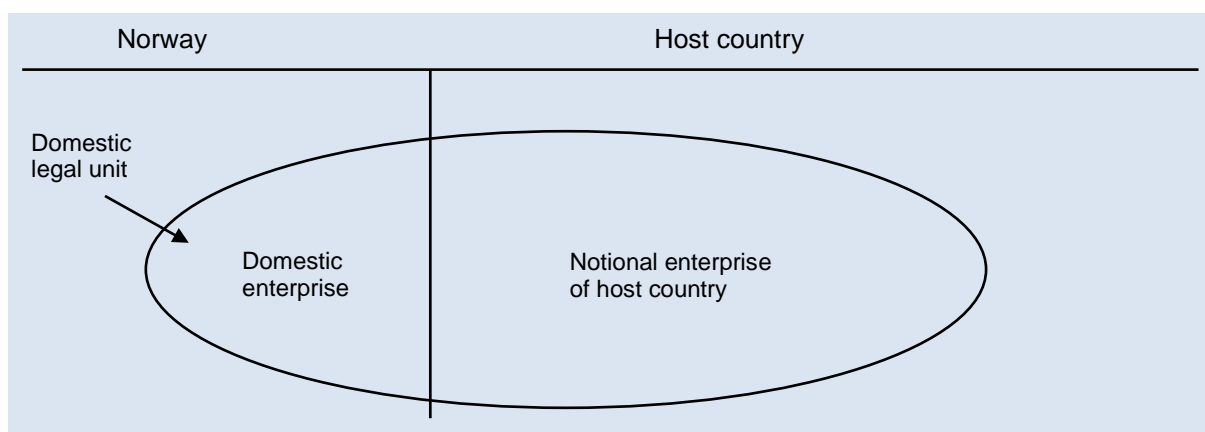 Norway
Host country
Domestic
legal unit
Domestic
enterprise
Notional enterprise
of host country